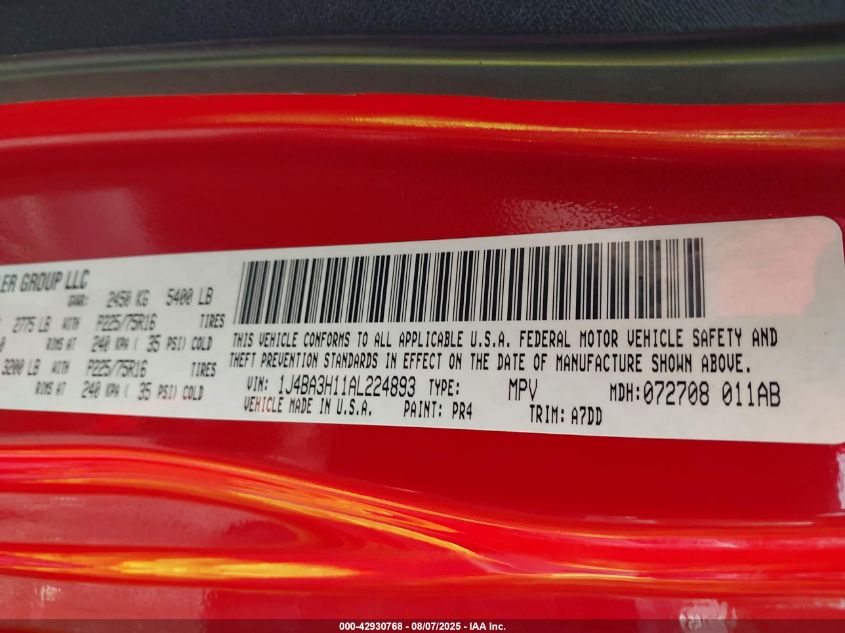 LER GROUP LLC
GVWR: 2450 KG 5400 LB
2775 LB WITH P225/75R16 TIRES
RIMS AT 240 KPA ( 35 PSI) COLD
3200 LB WITH P225/75R16 TIRES
RIMS AT 240 KPA ( 35 PSI) COLD
THIS VEHICLE CONFORMS TO ALL APPLICABLE U.S.A. FEDERAL MOTOR VEHICLE SAFETY AND
THEFT PREVENTION STANDARDS IN EFFECT ON THE DATE OF MANUFACTURE SHOWN ABOVE.
VIN: 1J4BA3H11AL224893 TYPE: MPV MDH:072708 011AB
VEHICLE MADE IN U.S.A. PAINT: PR4 TRIM: A7DD
000-42930768 - 08/07/2025 - IAA Inc.